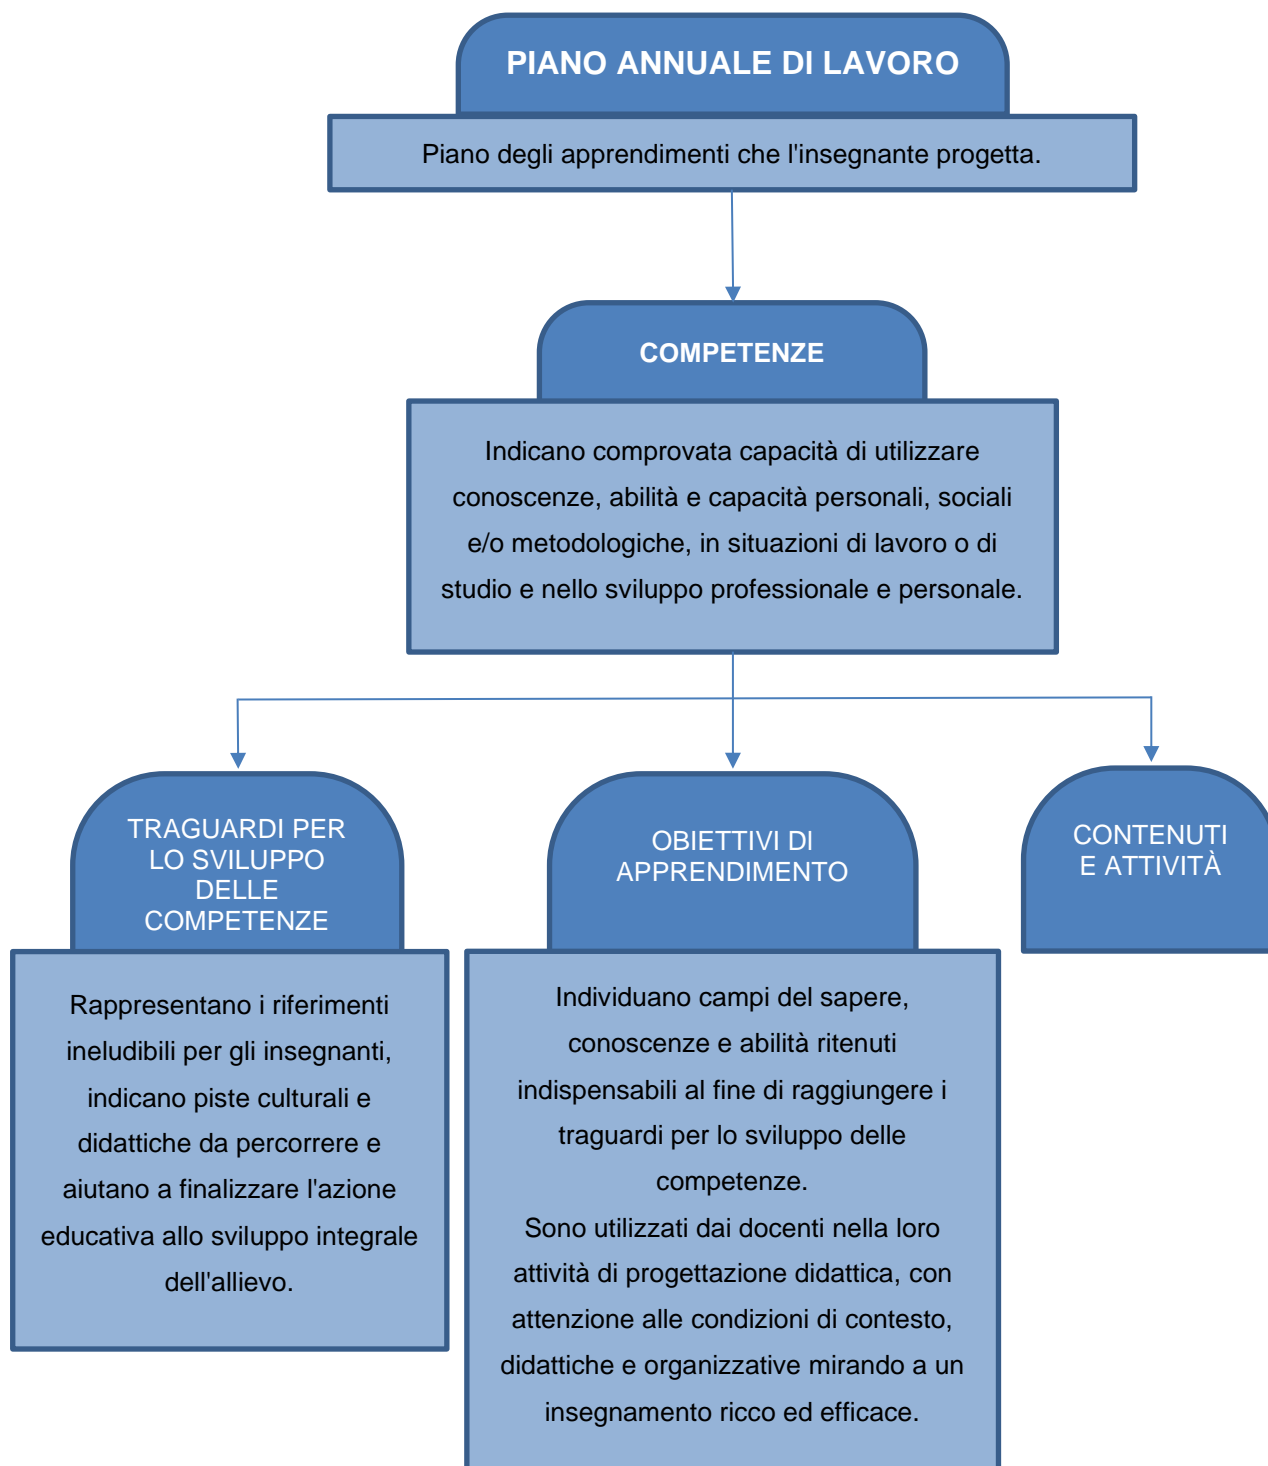 PIANO ANNUALE DI LAVORO
Piano degli apprendimenti che l'insegnante progetta.
COMPETENZE
Indicano comprovata capacità di utilizzare
conoscenze, abilità e capacità personali, sociali
e/o metodologiche, in situazioni di lavoro o di
studio e nello sviluppo professionale e personale.
TRAGUARDI PER
LO SVILUPPO
DELLE
COMPETENZE
Rappresentano i riferimenti
ineludibili per gli insegnanti,
indicano piste culturali e
didattiche da percorrere e
aiutano a finalizzare l'azione
educativa allo sviluppo integrale
dell'allievo.
OBIETTIVI DI
APPRENDIMENTO
Individuano campi del sapere,
conoscenze e abilità ritenuti
indispensabili al fine di raggiungere i
traguardi per lo sviluppo delle
competenze.
Sono utilizzati dai docenti nella loro
attività di progettazione didattica, con
attenzione alle condizioni di contesto,
didattiche e organizzative mirando a un
insegnamento ricco ed efficace.
CONTENUTI
E ATTIVITÀ